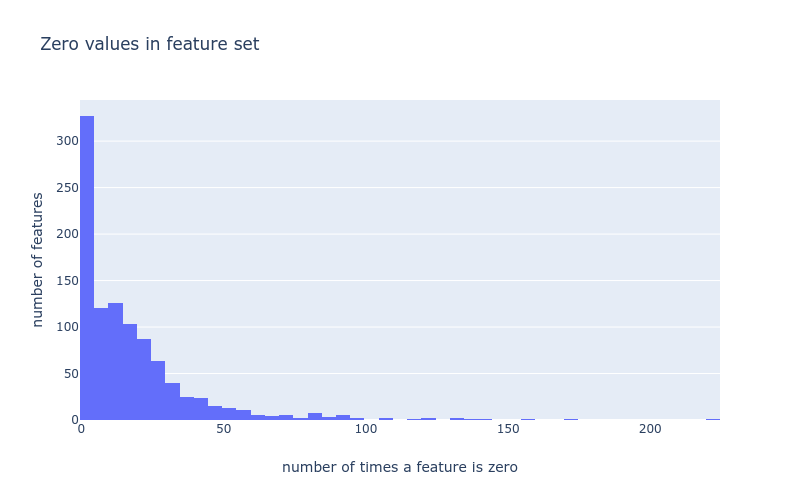 Zero values in feature set
number of features
300
250
200
150
100
50
0
0 50 100 150 200
number of times a feature is zero